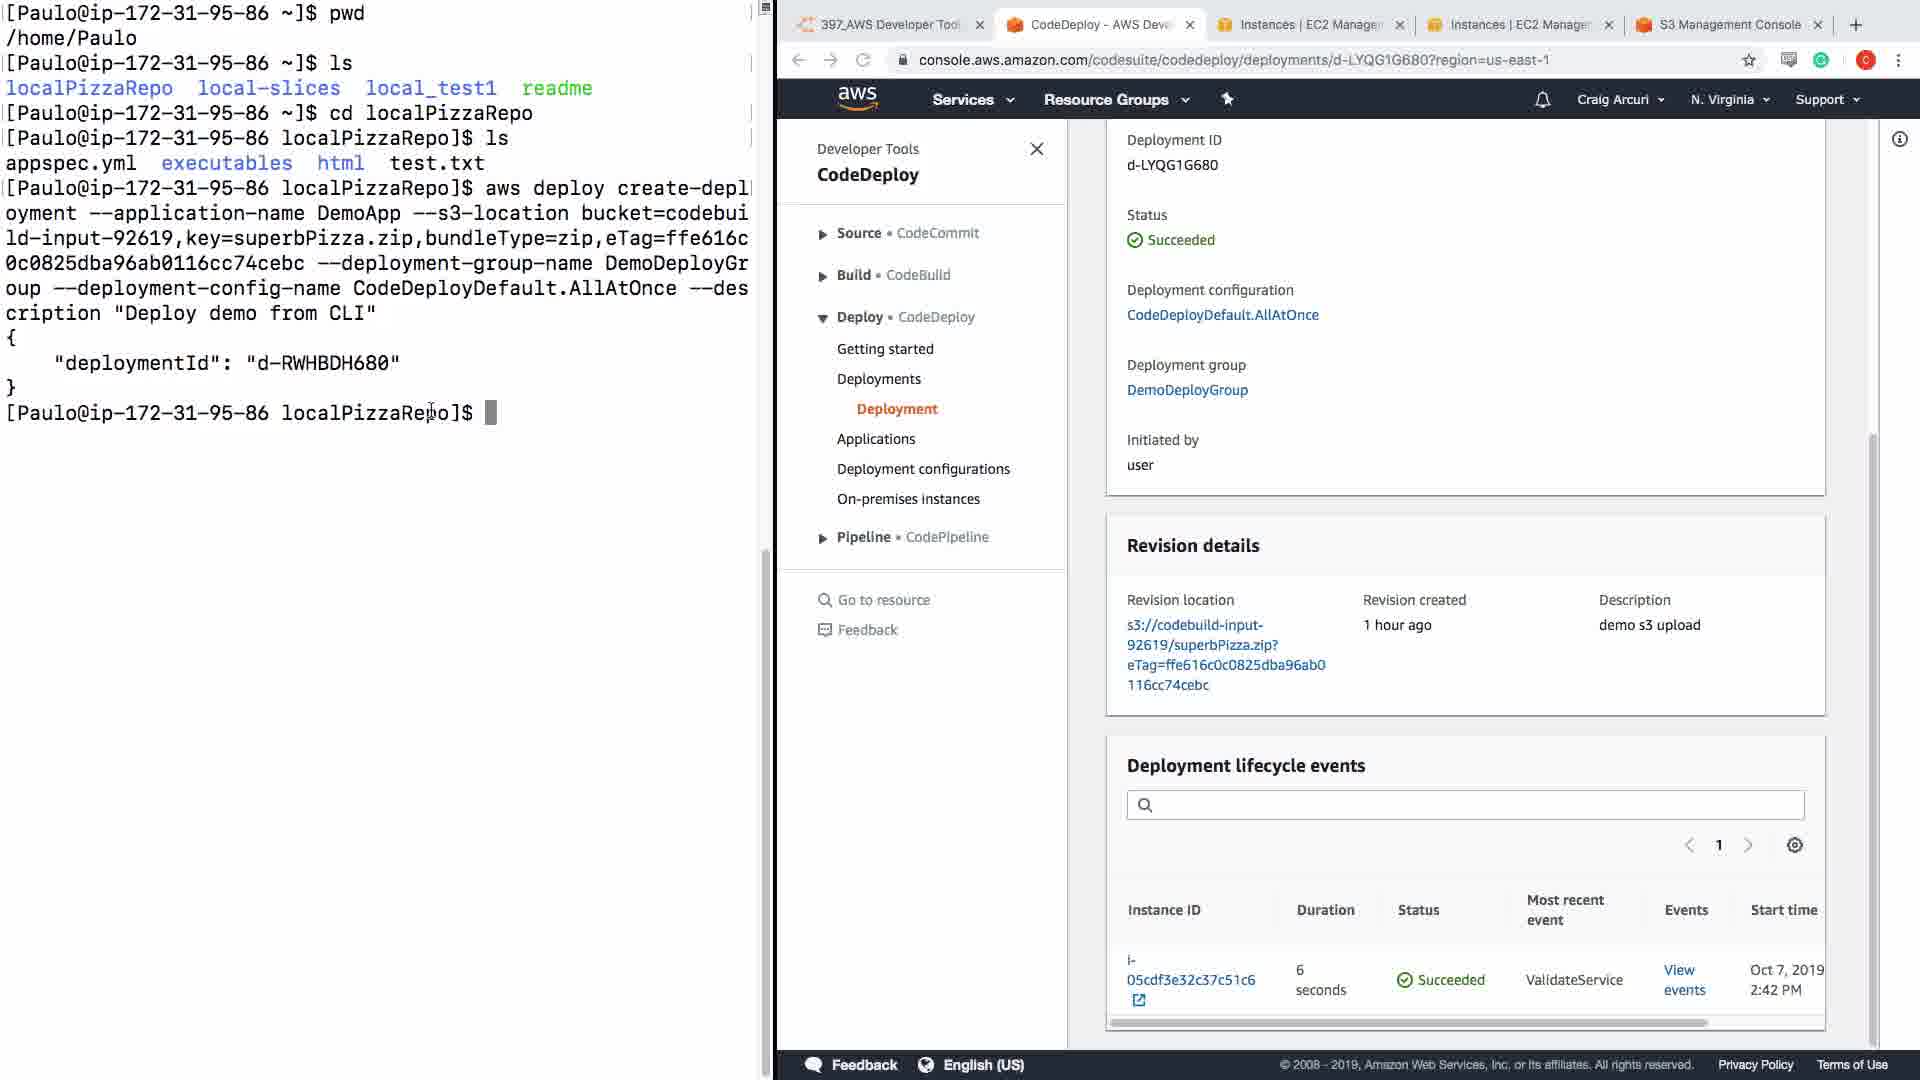 [Paulo@ip-172-31-95-86 ~]$ pwd
/home/Paulo
[Paulo@ip-172-31-95-86 ~]$ ls
localPizzaRepo  local-slices  local_test1  readme
[Paulo@ip-172-31-95-86 ~]$ cd localPizzaRepo
[Paulo@ip-172-31-95-86 localPizzaRepo]$ ls
appspec.yml  executables  html  test.txt
[Paulo@ip-172-31-95-86 localPizzaRepo]$ aws deploy create-depl
oyment --application-name DemoApp --s3-location bucket=codebui
ld-input-92619,key=superbPizza.zip,bundleType=zip,eTag=ffe616c
0c0825dba96ab0116cc74cebc --deployment-group-name DemoDeployGr
oup --deployment-config-name CodeDeployDefault.AllAtOnce --des
cription "Deploy demo from CLI"
{
    "deploymentId": "d-RWHBDH680"
}
[Paulo@ip-172-31-95-86 localPizzaRepo]$
397_AWS Developer Tool
CodeDeploy - AWS Deve
Instances | EC2 Manager
Instances | EC2 Manager
S3 Management Console
console.aws.amazon.com/codesuite/codedeploy/deployments/d-LYQG1G680?region=us-east-1
C
aws
Services
Resource Groups
Craig Arcuri
N. Virginia
Support
Developer Tools
CodeDeploy
Source • CodeCommit
Build • CodeBuild
Deploy • CodeDeploy
Getting started
Deployments
Deployment
Applications
Deployment configurations
On-premises instances
Pipeline • CodePipeline
Go to resource
Feedback
Deployment ID
d-LYQG1G680
Status
Succeeded
Deployment configuration
CodeDeployDefault.AllAtOnce
Deployment group
DemoDeployGroup
Initiated by
user
Revision details
Revision location
s3://codebuild-input-
92619/superbPizza.zip?
eTag=ffe616c0c0825dba96ab0
116cc74cebc
Revision created
1 hour ago
Description
demo s3 upload
Deployment lifecycle events
1
Instance ID
Duration
Status
Most recent
event
Events
Start time
i-
05cdf3e32c37c51c6
6
seconds
Succeeded
ValidateService
View
events
Oct 7, 2019
2:42 PM
Feedback
English (US)
© 2008 - 2019, Amazon Web Services, Inc. or its affiliates. All rights reserved.
Privacy Policy
Terms of Use